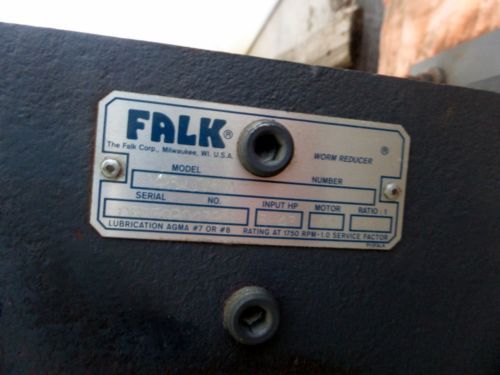 FALK®
The Falk Corp., Milwaukee, WI. U.S.A.
WORM REDUCER ®
MODEL NUMBER
SERIAL NO. INPUT HP MOTOR RATIO : 1
LUBRICATION AGMA #7 OR #8 RATING AT 1750 RPM - 1.0 SERVICE FACTOR